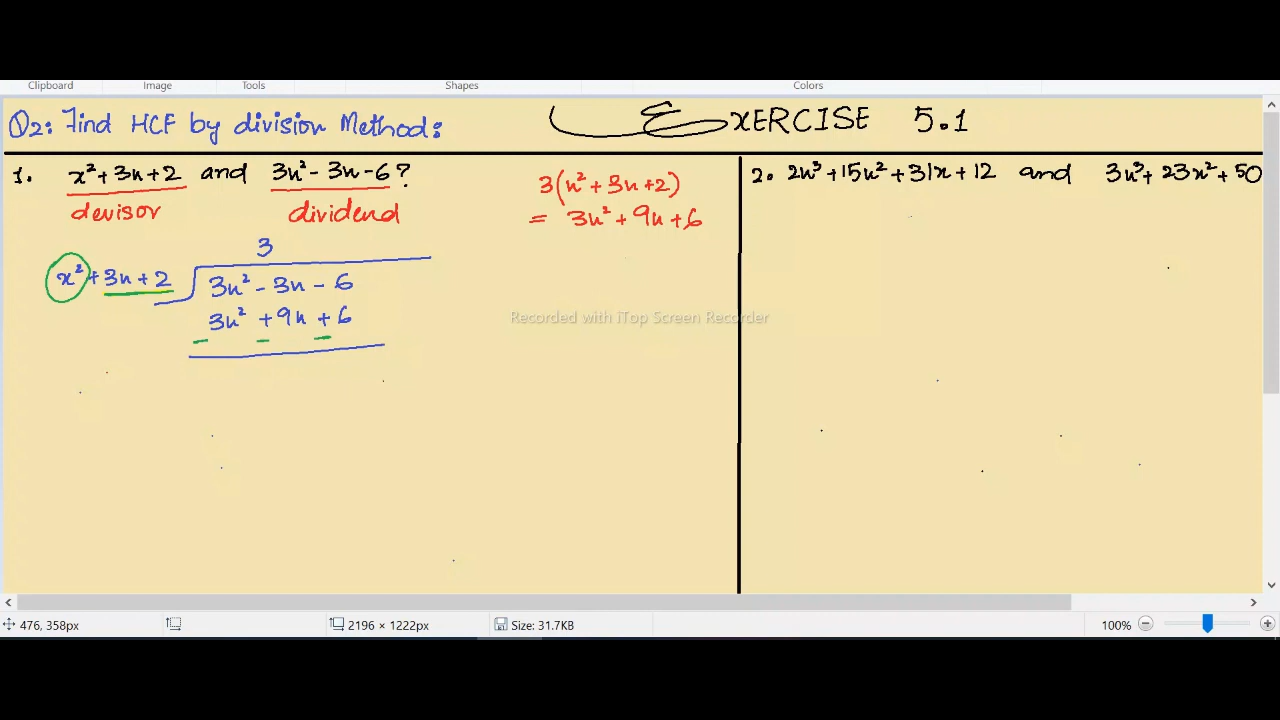 Clipboard Image Tools Shapes Colors
Q2: Find HCF by division Method:
EXERCISE 5.1
1. x²+3x+2 and 3x²-3x-6?
devisor dividend
3(x²+3x+2)
= 3x²+9x+6
3
x²+3x+2 3x²-3x-6
3x²+9x+6
- - -
2. 2x³+15x²+31x+12 and 3x³+23x²+50
Recorded with iTop Screen Recorder
476, 358px 2196 × 1222px Size: 31.7KB 100%